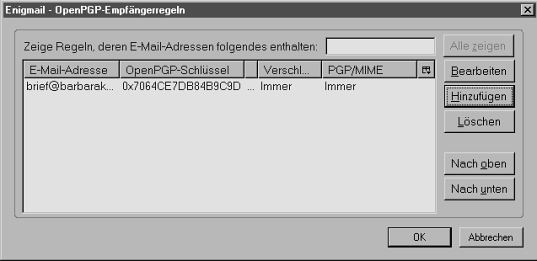 Enigmail - OpenPGP-Empfängerregeln
Zeige Regeln, deren E-Mail-Adressen folgendes enthalten:
Alle zeigen
E-Mail-Adresse OpenPGP-Schlüssel Verschl... PGP/MIME
brief@barbarak... 0x7064CE7DB84B9C9D ... Immer Immer
Bearbeiten
Hinzufügen
Löschen
Nach oben
Nach unten
OK Abbrechen